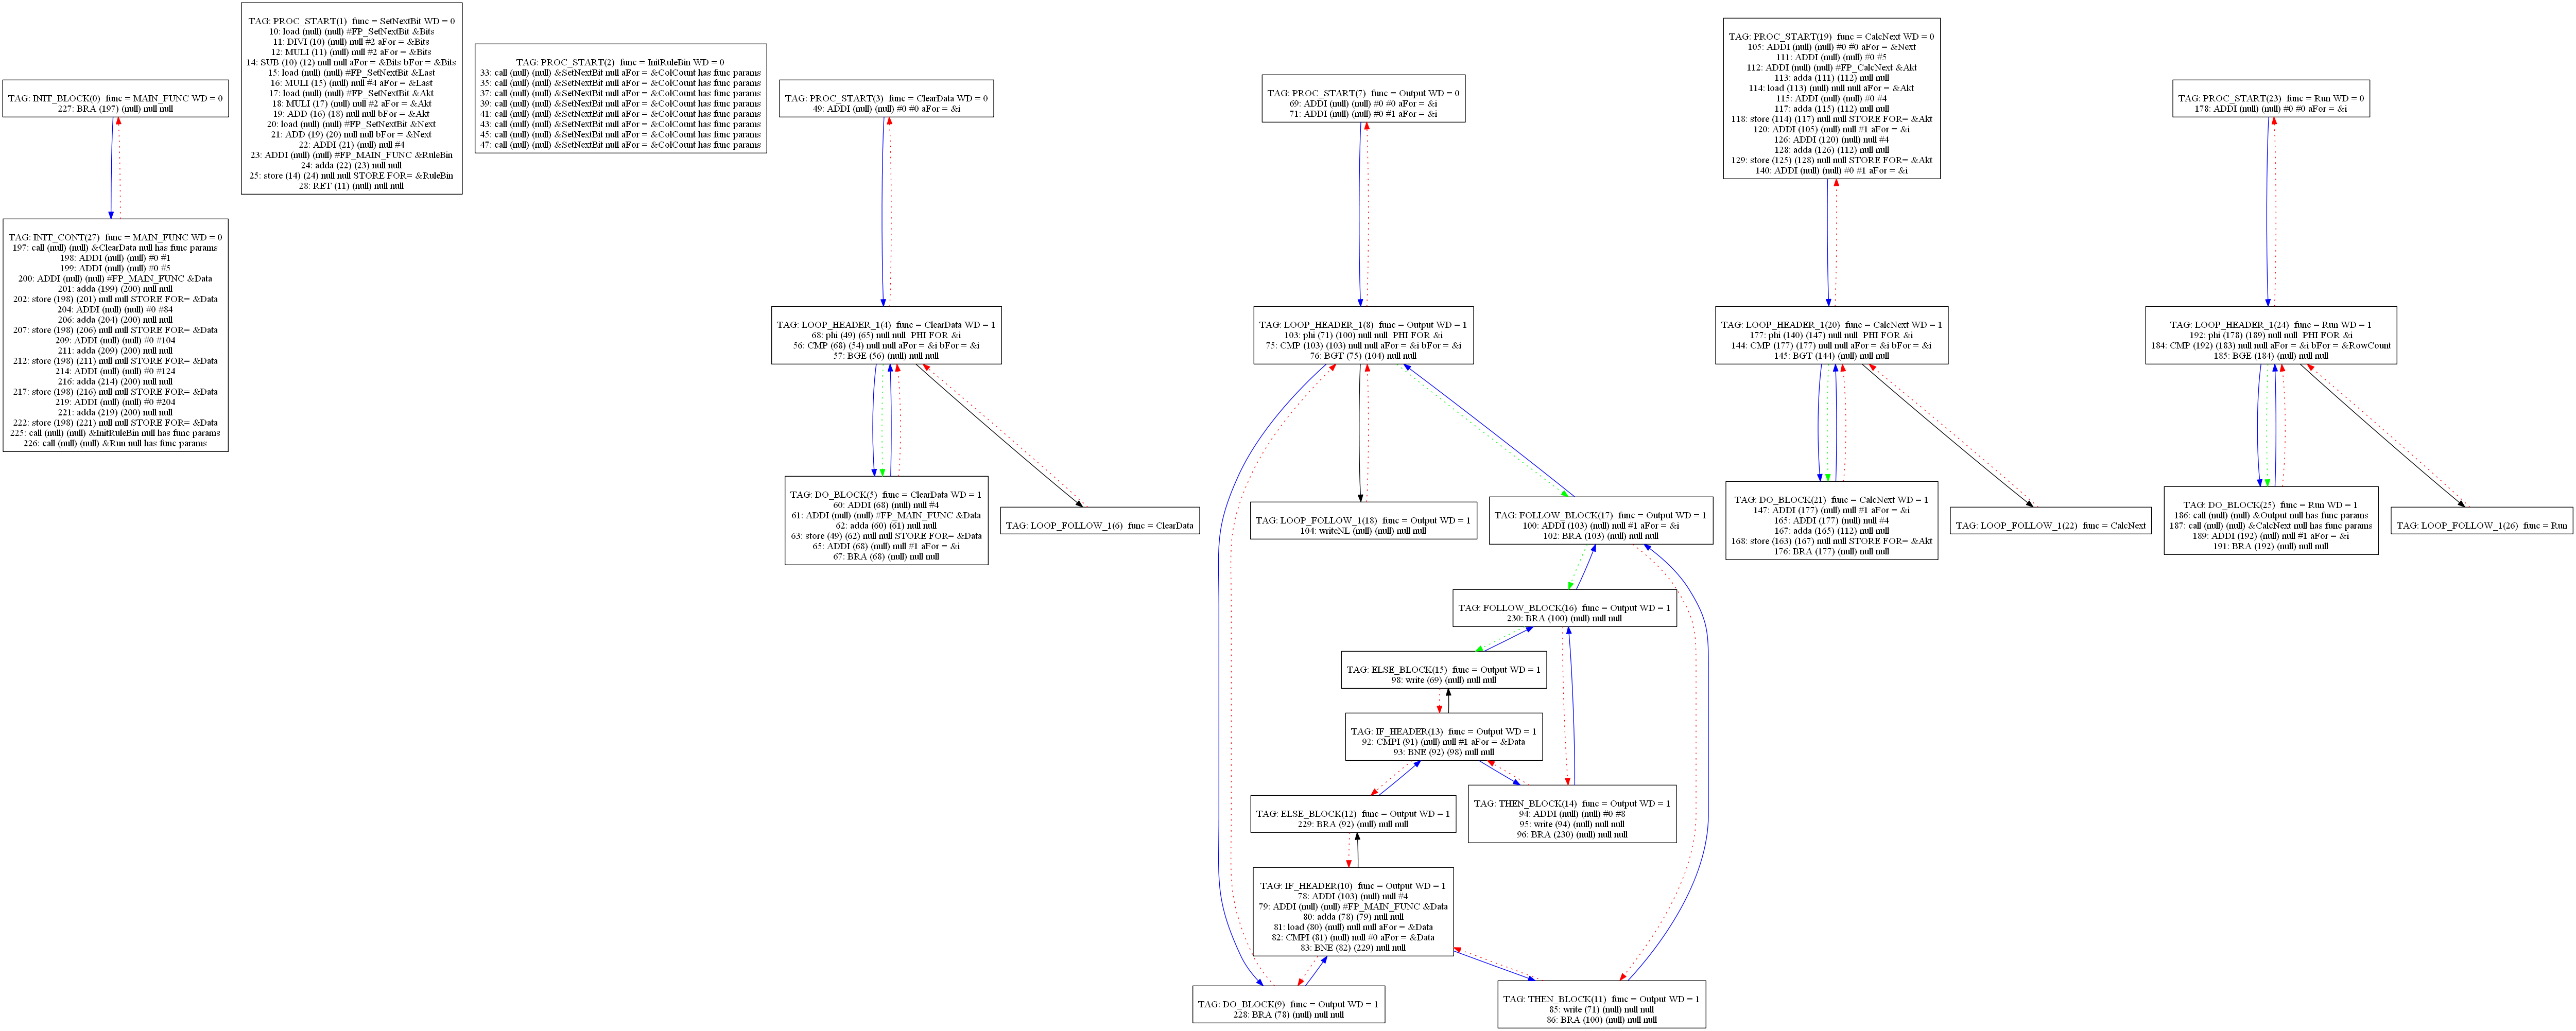 TAG: INIT_BLOCK(0)  func = MAIN_FUNC WD = 0
227: BRA (197) (null) null null
TAG: INIT_CONT(27)  func = MAIN_FUNC WD = 0
197: call (null) (null) &ClearData null has func params
198: ADDI (null) (null) #0 #1
199: ADDI (null) (null) #0 #5
200: ADDI (null) (null) #FP_MAIN_FUNC &Data
201: adda (199) (200) null null
202: store (198) (201) null null STORE FOR= &Data
204: ADDI (null) (null) #0 #84
206: adda (204) (200) null null
207: store (198) (206) null null STORE FOR= &Data
209: ADDI (null) (null) #0 #104
211: adda (209) (200) null null
212: store (198) (211) null null STORE FOR= &Data
214: ADDI (null) (null) #0 #124
216: adda (214) (200) null null
217: store (198) (216) null null STORE FOR= &Data
219: ADDI (null) (null) #0 #204
221: adda (219) (200) null null
222: store (198) (221) null null STORE FOR= &Data
225: call (null) (null) &InitRuleBin null has func params
226: call (null) (null) &Run null has func params
TAG: PROC_START(1)  func = SetNextBit WD = 0
10: load (null) (null) #FP_SetNextBit &Bits
11: DIVI (10) (null) null #2 aFor = &Bits
12: MULI (11) (null) null #2 aFor = &Bits
14: SUB (10) (12) null null aFor = &Bits bFor = &Bits
15: load (null) (null) #FP_SetNextBit &Last
16: MULI (15) (null) null #4 aFor = &Last
17: load (null) (null) #FP_SetNextBit &Akt
18: MULI (17) (null) null #2 aFor = &Akt
19: ADD (16) (18) null null bFor = &Akt
20: load (null) (null) #FP_SetNextBit &Next
21: ADD (19) (20) null null bFor = &Next
22: ADDI (21) (null) null #4
23: ADDI (null) (null) #FP_MAIN_FUNC &RuleBin
24: adda (22) (23) null null
25: store (14) (24) null null STORE FOR= &RuleBin
28: RET (11) (null) null null
TAG: PROC_START(2)  func = InitRuleBin WD = 0
33: call (null) (null) &SetNextBit null aFor = &ColCount has func params
35: call (null) (null) &SetNextBit null aFor = &ColCount has func params
37: call (null) (null) &SetNextBit null aFor = &ColCount has func params
39: call (null) (null) &SetNextBit null aFor = &ColCount has func params
41: call (null) (null) &SetNextBit null aFor = &ColCount has func params
43: call (null) (null) &SetNextBit null aFor = &ColCount has func params
45: call (null) (null) &SetNextBit null aFor = &ColCount has func params
47: call (null) (null) &SetNextBit null aFor = &ColCount has func params
TAG: PROC_START(3)  func = ClearData WD = 0
49: ADDI (null) (null) #0 #0 aFor = &i
TAG: LOOP_HEADER_1(4)  func = ClearData WD = 1
68: phi (49) (65) null null  PHI FOR &i
56: CMP (68) (54) null null aFor = &i bFor = &i
57: BGE (56) (null) null null
TAG: DO_BLOCK(5)  func = ClearData WD = 1
60: ADDI (68) (null) null #4
61: ADDI (null) (null) #FP_MAIN_FUNC &Data
62: adda (60) (61) null null
63: store (49) (62) null null STORE FOR= &Data
65: ADDI (68) (null) null #1 aFor = &i
67: BRA (68) (null) null null
TAG: LOOP_FOLLOW_1(6)  func = ClearData
TAG: PROC_START(7)  func = Output WD = 0
69: ADDI (null) (null) #0 #0 aFor = &i
71: ADDI (null) (null) #0 #1 aFor = &i
TAG: LOOP_HEADER_1(8)  func = Output WD = 1
103: phi (71) (100) null null  PHI FOR &i
75: CMP (103) (103) null null aFor = &i bFor = &i
76: BGT (75) (104) null null
TAG: LOOP_FOLLOW_1(18)  func = Output WD = 1
104: writeNL (null) (null) null null
TAG: FOLLOW_BLOCK(17)  func = Output WD = 1
100: ADDI (103) (null) null #1 aFor = &i
102: BRA (103) (null) null null
TAG: FOLLOW_BLOCK(16)  func = Output WD = 1
230: BRA (100) (null) null null
TAG: ELSE_BLOCK(15)  func = Output WD = 1
98: write (69) (null) null null
TAG: IF_HEADER(13)  func = Output WD = 1
92: CMPI (91) (null) null #1 aFor = &Data
93: BNE (92) (98) null null
TAG: ELSE_BLOCK(12)  func = Output WD = 1
229: BRA (92) (null) null null
TAG: THEN_BLOCK(14)  func = Output WD = 1
94: ADDI (null) (null) #0 #8
95: write (94) (null) null null
96: BRA (230) (null) null null
TAG: IF_HEADER(10)  func = Output WD = 1
78: ADDI (103) (null) null #4
79: ADDI (null) (null) #FP_MAIN_FUNC &Data
80: adda (78) (79) null null
81: load (80) (null) null null aFor = &Data
82: CMPI (81) (null) null #0 aFor = &Data
83: BNE (82) (229) null null
TAG: DO_BLOCK(9)  func = Output WD = 1
228: BRA (78) (null) null null
TAG: THEN_BLOCK(11)  func = Output WD = 1
85: write (71) (null) null null
86: BRA (100) (null) null null
TAG: PROC_START(19)  func = CalcNext WD = 0
105: ADDI (null) (null) #0 #0 aFor = &Next
111: ADDI (null) (null) #0 #5
112: ADDI (null) (null) #FP_CalcNext &Akt
113: adda (111) (112) null null
114: load (113) (null) null null aFor = &Akt
115: ADDI (null) (null) #0 #4
117: adda (115) (112) null null
118: store (114) (117) null null STORE FOR= &Akt
120: ADDI (105) (null) null #1 aFor = &i
126: ADDI (120) (null) null #4
128: adda (126) (112) null null
129: store (125) (128) null null STORE FOR= &Akt
140: ADDI (null) (null) #0 #1 aFor = &i
TAG: LOOP_HEADER_1(20)  func = CalcNext WD = 1
177: phi (140) (147) null null  PHI FOR &i
144: CMP (177) (177) null null aFor = &i bFor = &i
145: BGT (144) (null) null null
TAG: DO_BLOCK(21)  func = CalcNext WD = 1
147: ADDI (177) (null) null #1 aFor = &i
165: ADDI (177) (null) null #4
167: adda (165) (112) null null
168: store (163) (167) null null STORE FOR= &Akt
176: BRA (177) (null) null null
TAG: LOOP_FOLLOW_1(22)  func = CalcNext
TAG: PROC_START(23)  func = Run WD = 0
178: ADDI (null) (null) #0 #0 aFor = &i
TAG: LOOP_HEADER_1(24)  func = Run WD = 1
192: phi (178) (189) null null  PHI FOR &i
184: CMP (192) (183) null null aFor = &i bFor = &RowCount
185: BGE (184) (null) null null
TAG: DO_BLOCK(25)  func = Run WD = 1
186: call (null) (null) &Output null has func params
187: call (null) (null) &CalcNext null has func params
189: ADDI (192) (null) null #1 aFor = &i
191: BRA (192) (null) null null
TAG: LOOP_FOLLOW_1(26)  func = Run